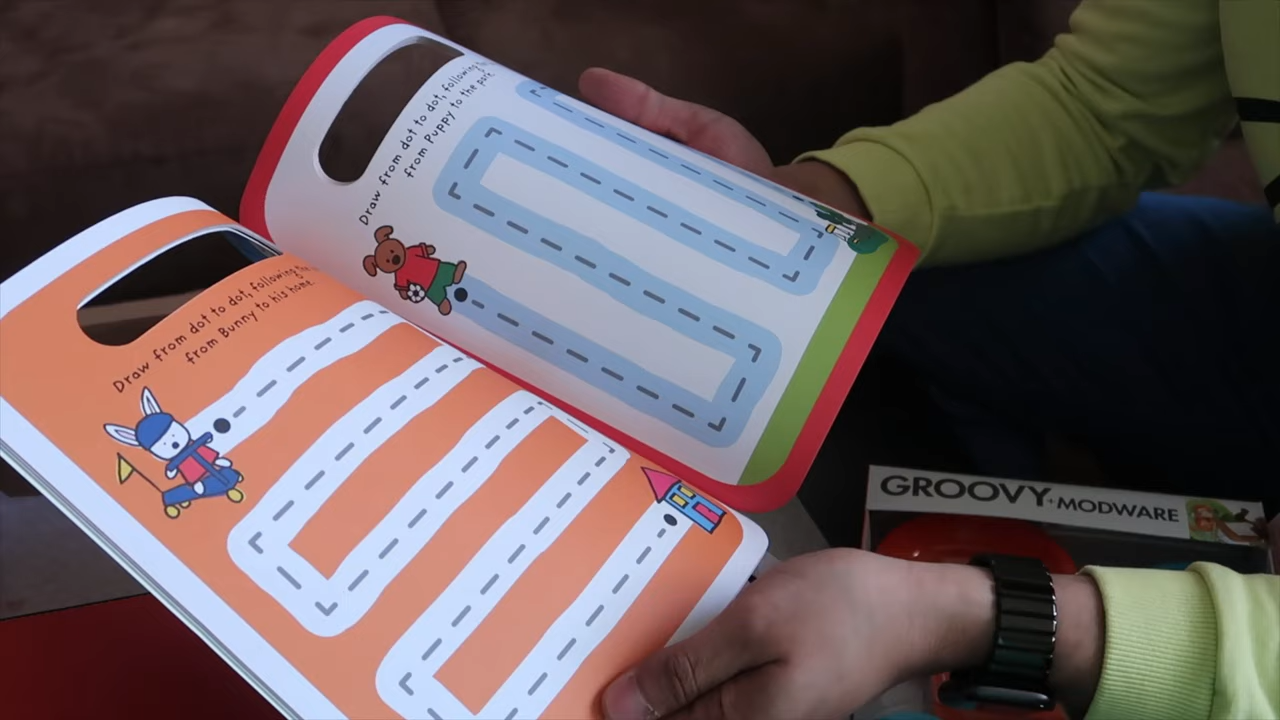 Draw from dot to dot, following the
from Bunny to his home.
Draw from dot to dot, following the
from Puppy to the park.
GROOVY+MODWARE